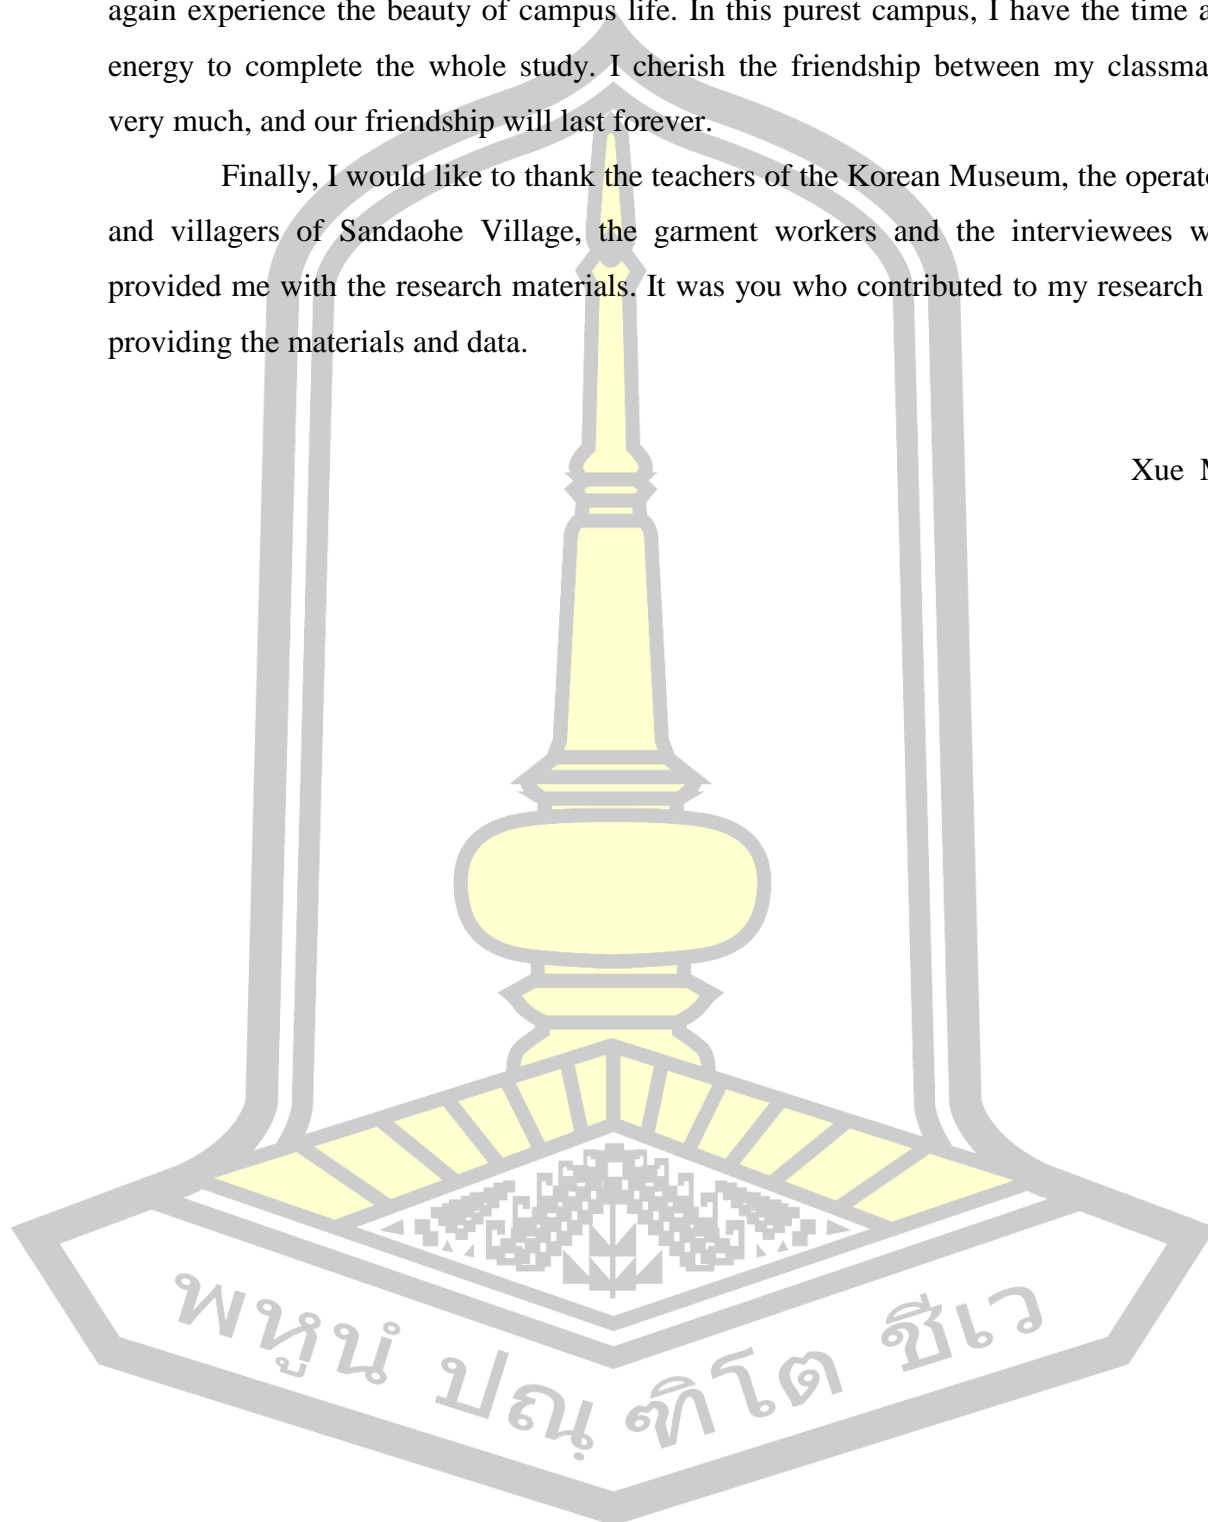 again experience the beauty of campus life. In this purest campus, I have the time a
energy to complete the whole study. I cherish the friendship between my classma
very much, and our friendship will last forever.
Finally, I would like to thank the teachers of the Korean Museum, the operato
and villagers of Sandaohe Village, the garment workers and the interviewees w
provided me with the research materials. It was you who contributed to my research
providing the materials and data.
Xue M
พหูนํ ปณฺฑิโต ชีเว